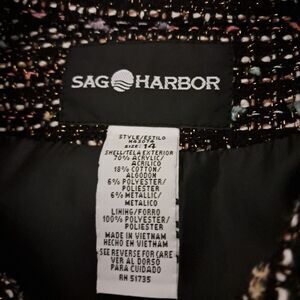 SAG HARBOR
STYLE/ESTILO
SIZE: 14
SHELL/TELA EXTERIOR
70% ACRYLIC/
ACRILICO
18% COTTON/
ALGODON
6% POLYESTER/
POLIESTER
6% METALLIC/
METALICO
LINING/FORRO
100% POLYESTER/
POLIESTER
MADE IN VIETNAM
HECHO EN VIETNAM
SEE REVERSE FOR CARE
VER AL DORSO
PARA CUIDADO
RN 51735